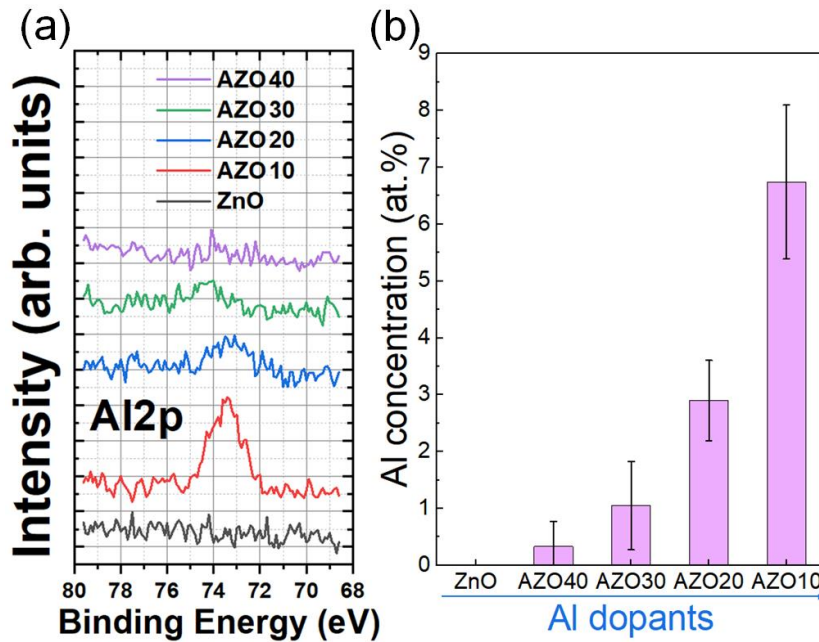 (a)
AZO40
AZO30
AZO20
AZO10
ZnO
Al2p
Intensity (arb. units)
80 78 76 74 72 70 68
Binding Energy (eV)
(b)
9
8
7
6
5
4
3
2
1
0
Al concentration (at.%)
ZnO AZO40 AZO30 AZO20 AZO10
Al dopants